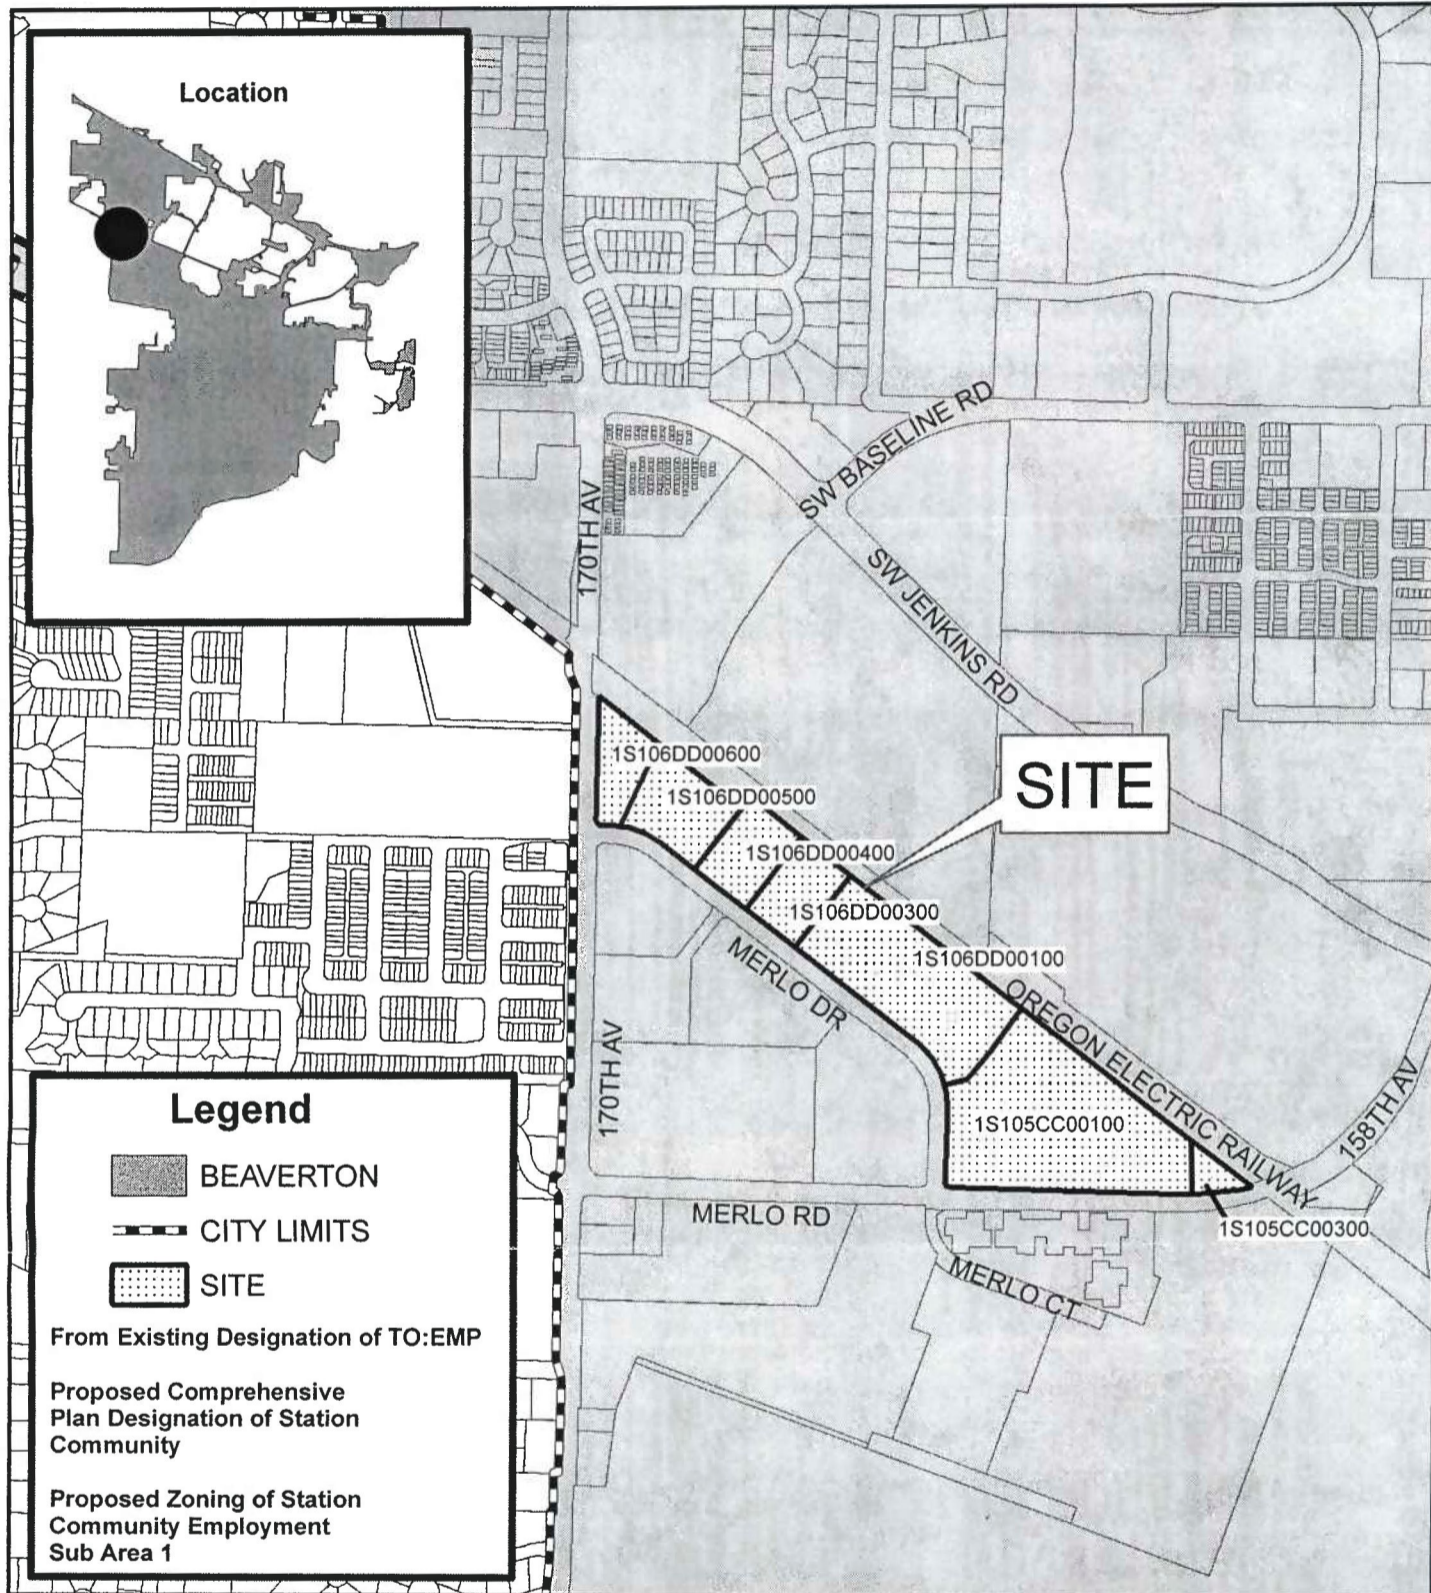 Location
SW BASELINE RD
170TH AV
SW JENKINS RD
SITE
1S106DD00600
1S106DD00500
1S106DD00400
1S106DD00300
1S106DD00100
MERLO DR
OREGON ELECTRIC RAILWAY
170TH AV
1S105CC00100
158TH AV
MERLO RD
1S105CC00300
MERLO CT
Legend
BEAVERTON
CITY LIMITS
SITE
From Existing Designation of TO:EMP
Proposed Comprehensive
Plan Designation of Station
Community
Proposed Zoning of Station
Community Employment
Sub Area 1